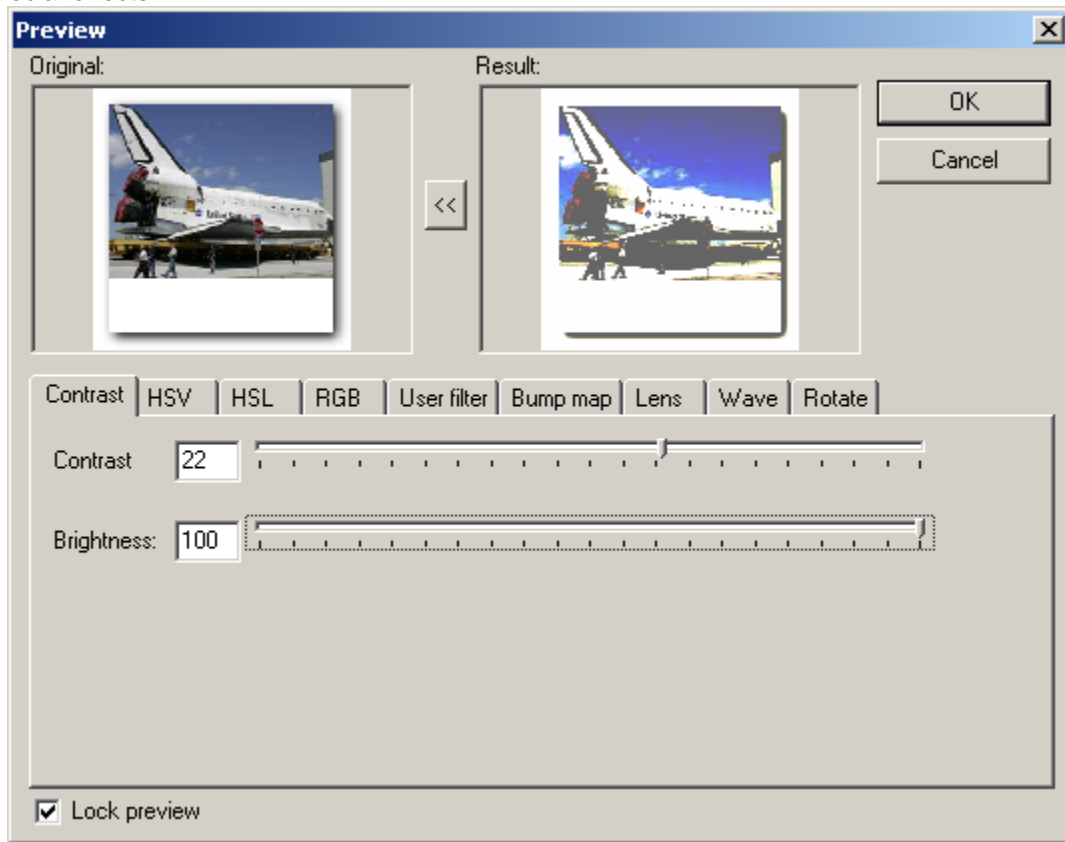 Preview
Original:
Result:
OK
Cancel
<<
Contrast HSV HSL RGB User filter Bump map Lens Wave Rotate
Contrast 22
Brightness: 100
Lock preview